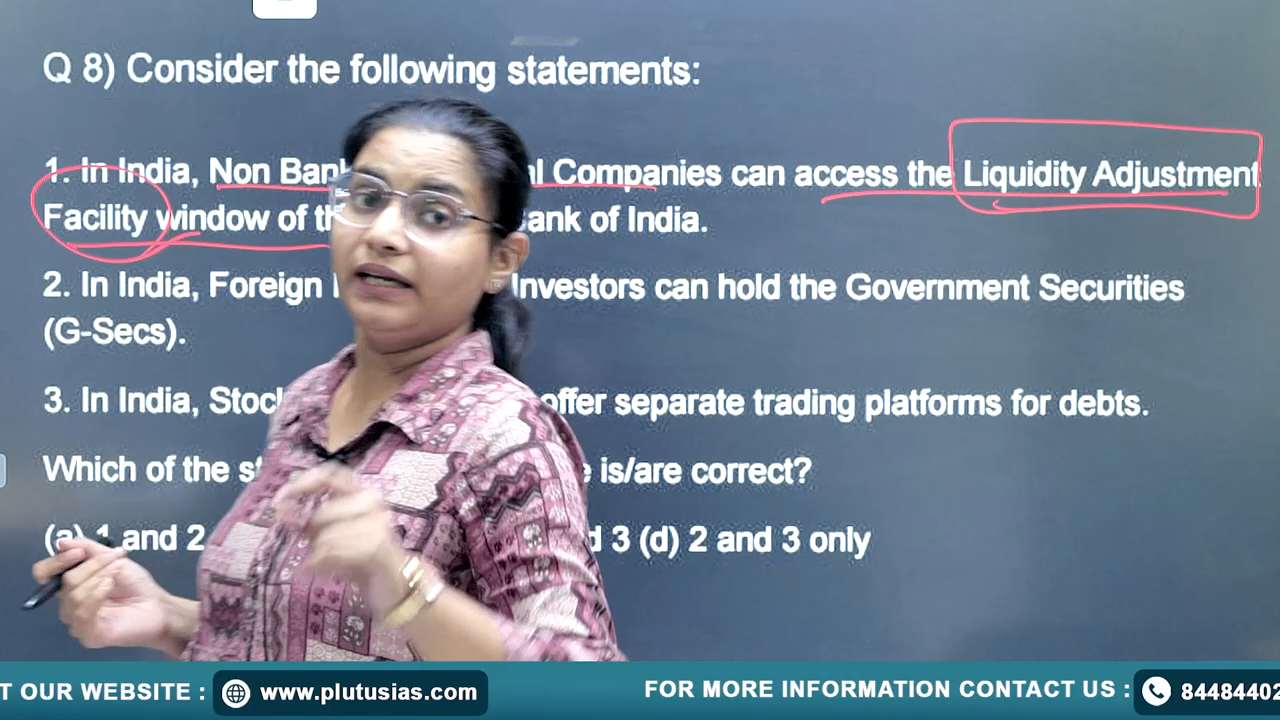 Q 8) Consider the following statements:
1. In India, Non Ban l Companies can access the Liquidity Adjustment
Facility window of t ank of India.
2. In India, Foreign Investors can hold the Government Securities
(G-Secs).
3. In India, Stoc offer separate trading platforms for debts.
Which of the s is/are correct?
(a) 1 and 2 d 3 (d) 2 and 3 only
T OUR WEBSITE : www.plutusias.com FOR MORE INFORMATION CONTACT US : 84484402